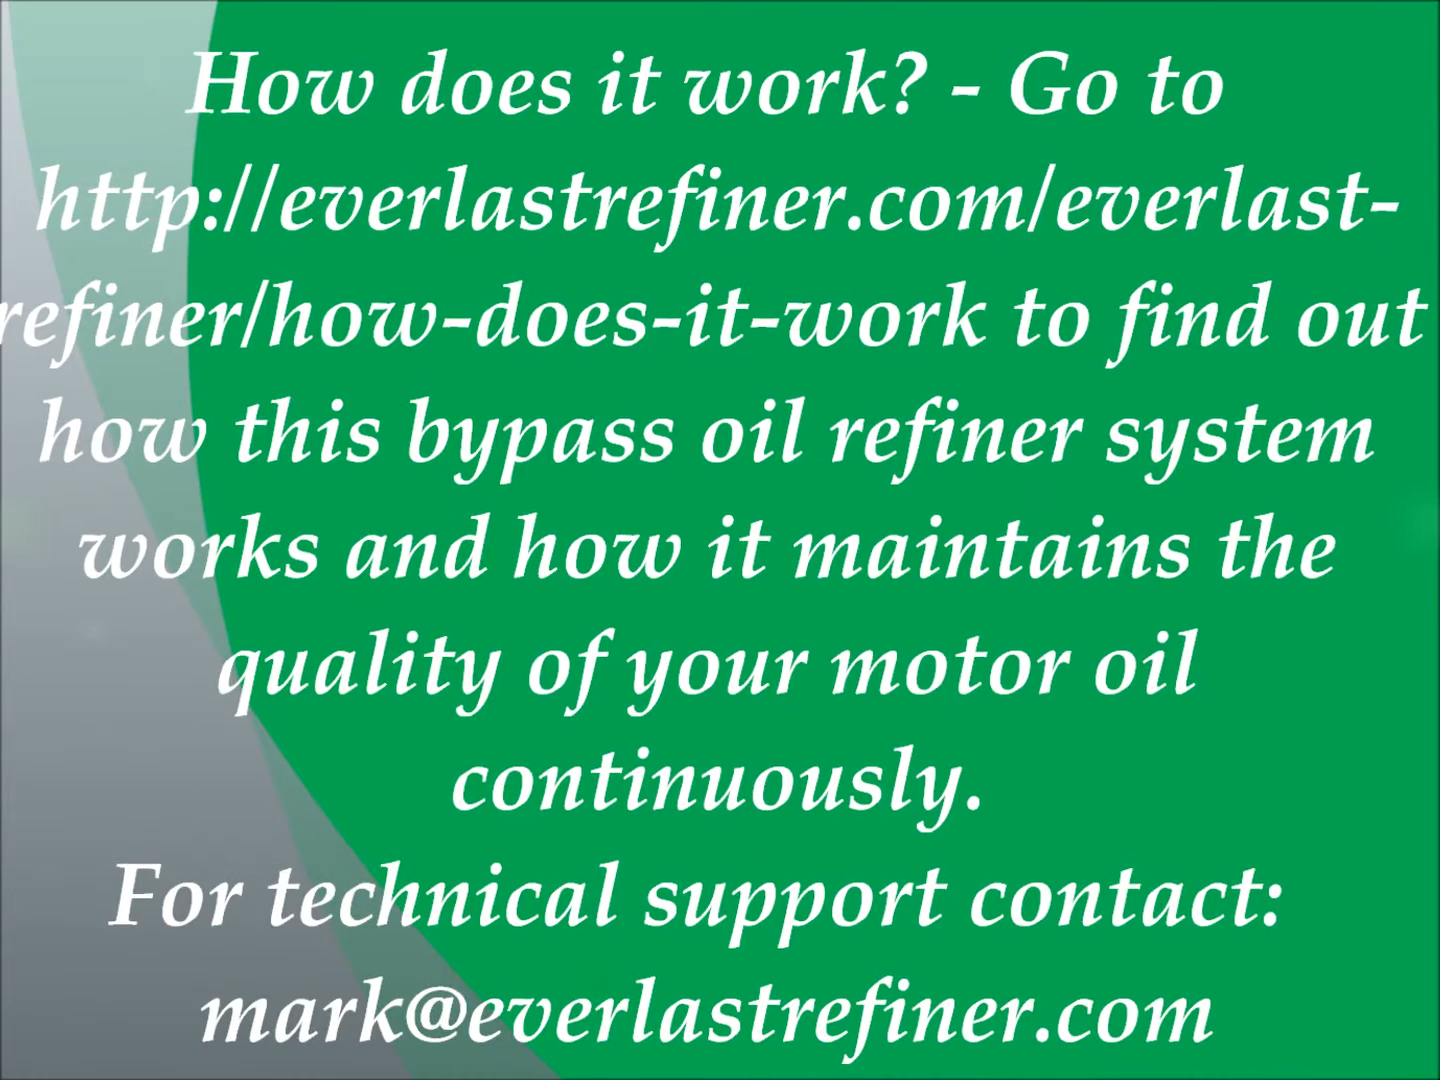 How does it work? - Go to
http://everlastrefiner.com/everlast-
refiner/how-does-it-work to find out
how this bypass oil refiner system
works and how it maintains the
quality of your motor oil
continuously.
For technical support contact:
mark@everlastrefiner.com